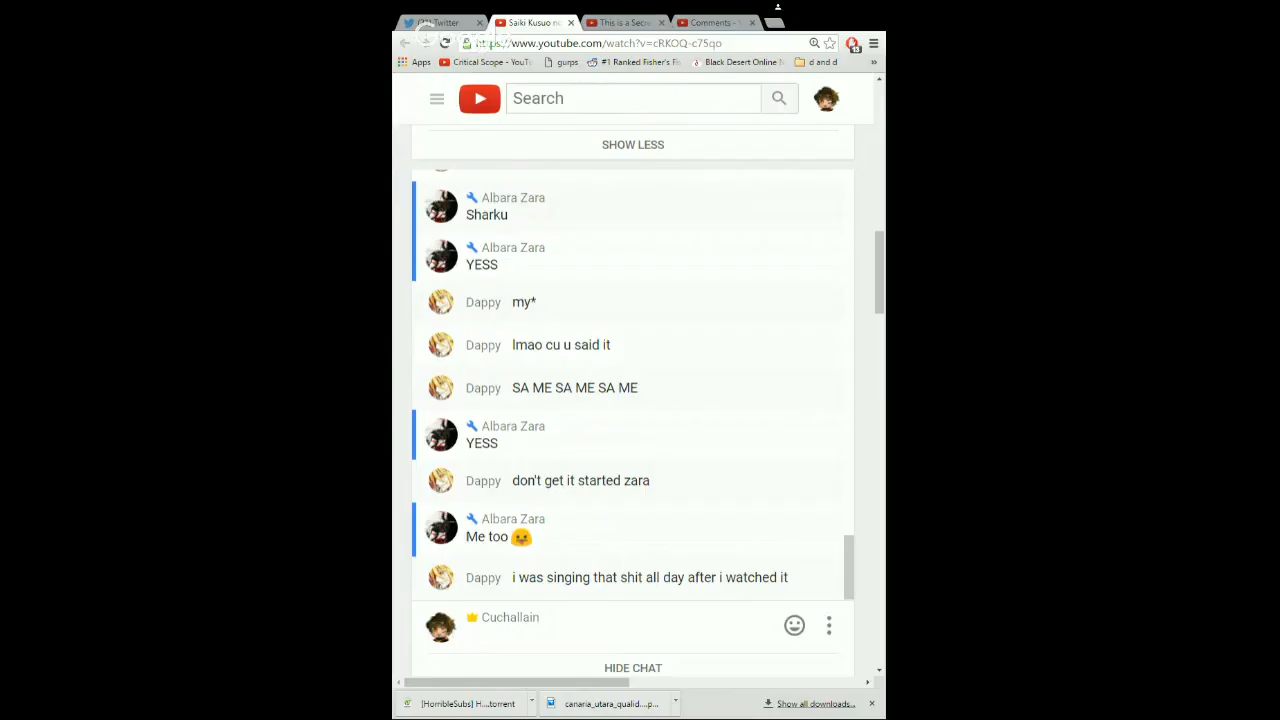 (20) Twitter
Saiki Kusuo no
This is a Secre
Comments -
https://www.youtube.com/watch?v=cRKOQ-c75qo
13
Apps
Critical Scope - YouTu
gurps
#1 Ranked Fisher's Fi
Black Desert Online N
d and d
»
Search
SHOW LESS
Albara Zara
Sharku
Albara Zara
YESS
Dappy my*
Dappy lmao cu u said it
Dappy SA ME SA ME SA ME
Albara Zara
YESS
Dappy don't get it started zara
Albara Zara
Me too
Dappy i was singing that shit all day after i watched it
Cuchallain
HIDE CHAT
[HorribleSubs] H....torrent
canaria_utara_qualid....p...
Show all downloads...